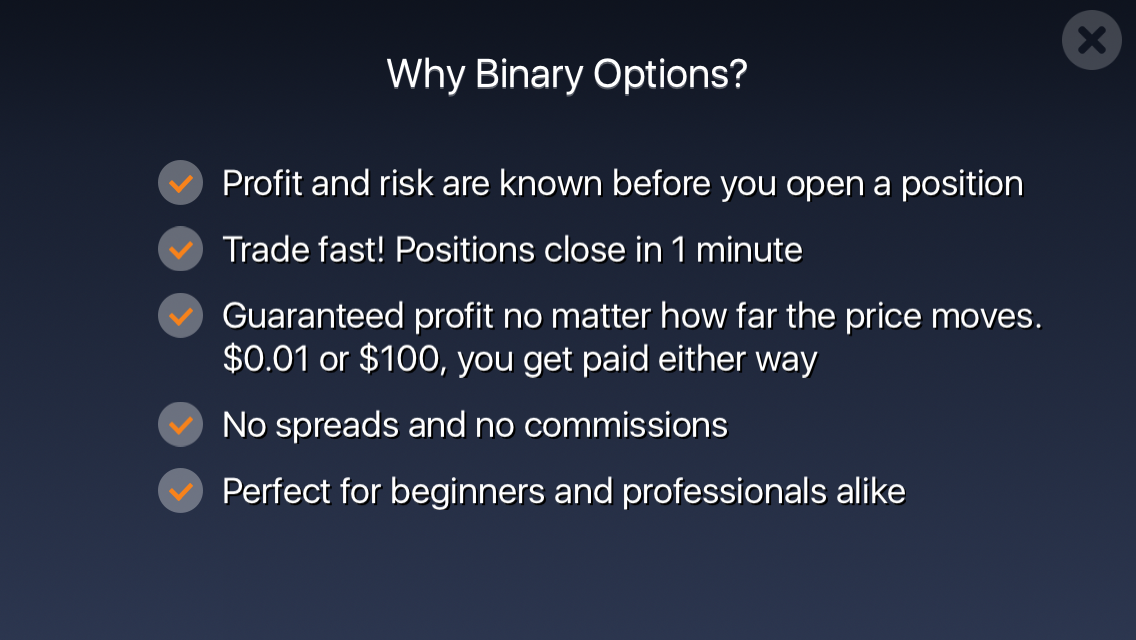 Why Binary Options?
Profit and risk are known before you open a position
Trade fast! Positions close in 1 minute
Guaranteed profit no matter how far the price moves.
$0.01 or $100, you get paid either way
No spreads and no commissions
Perfect for beginners and professionals alike